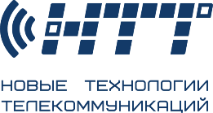 НТТ
НОВЫЕ ТЕХНОЛОГИИ
ТЕЛЕКОММУНИКАЦИЙ